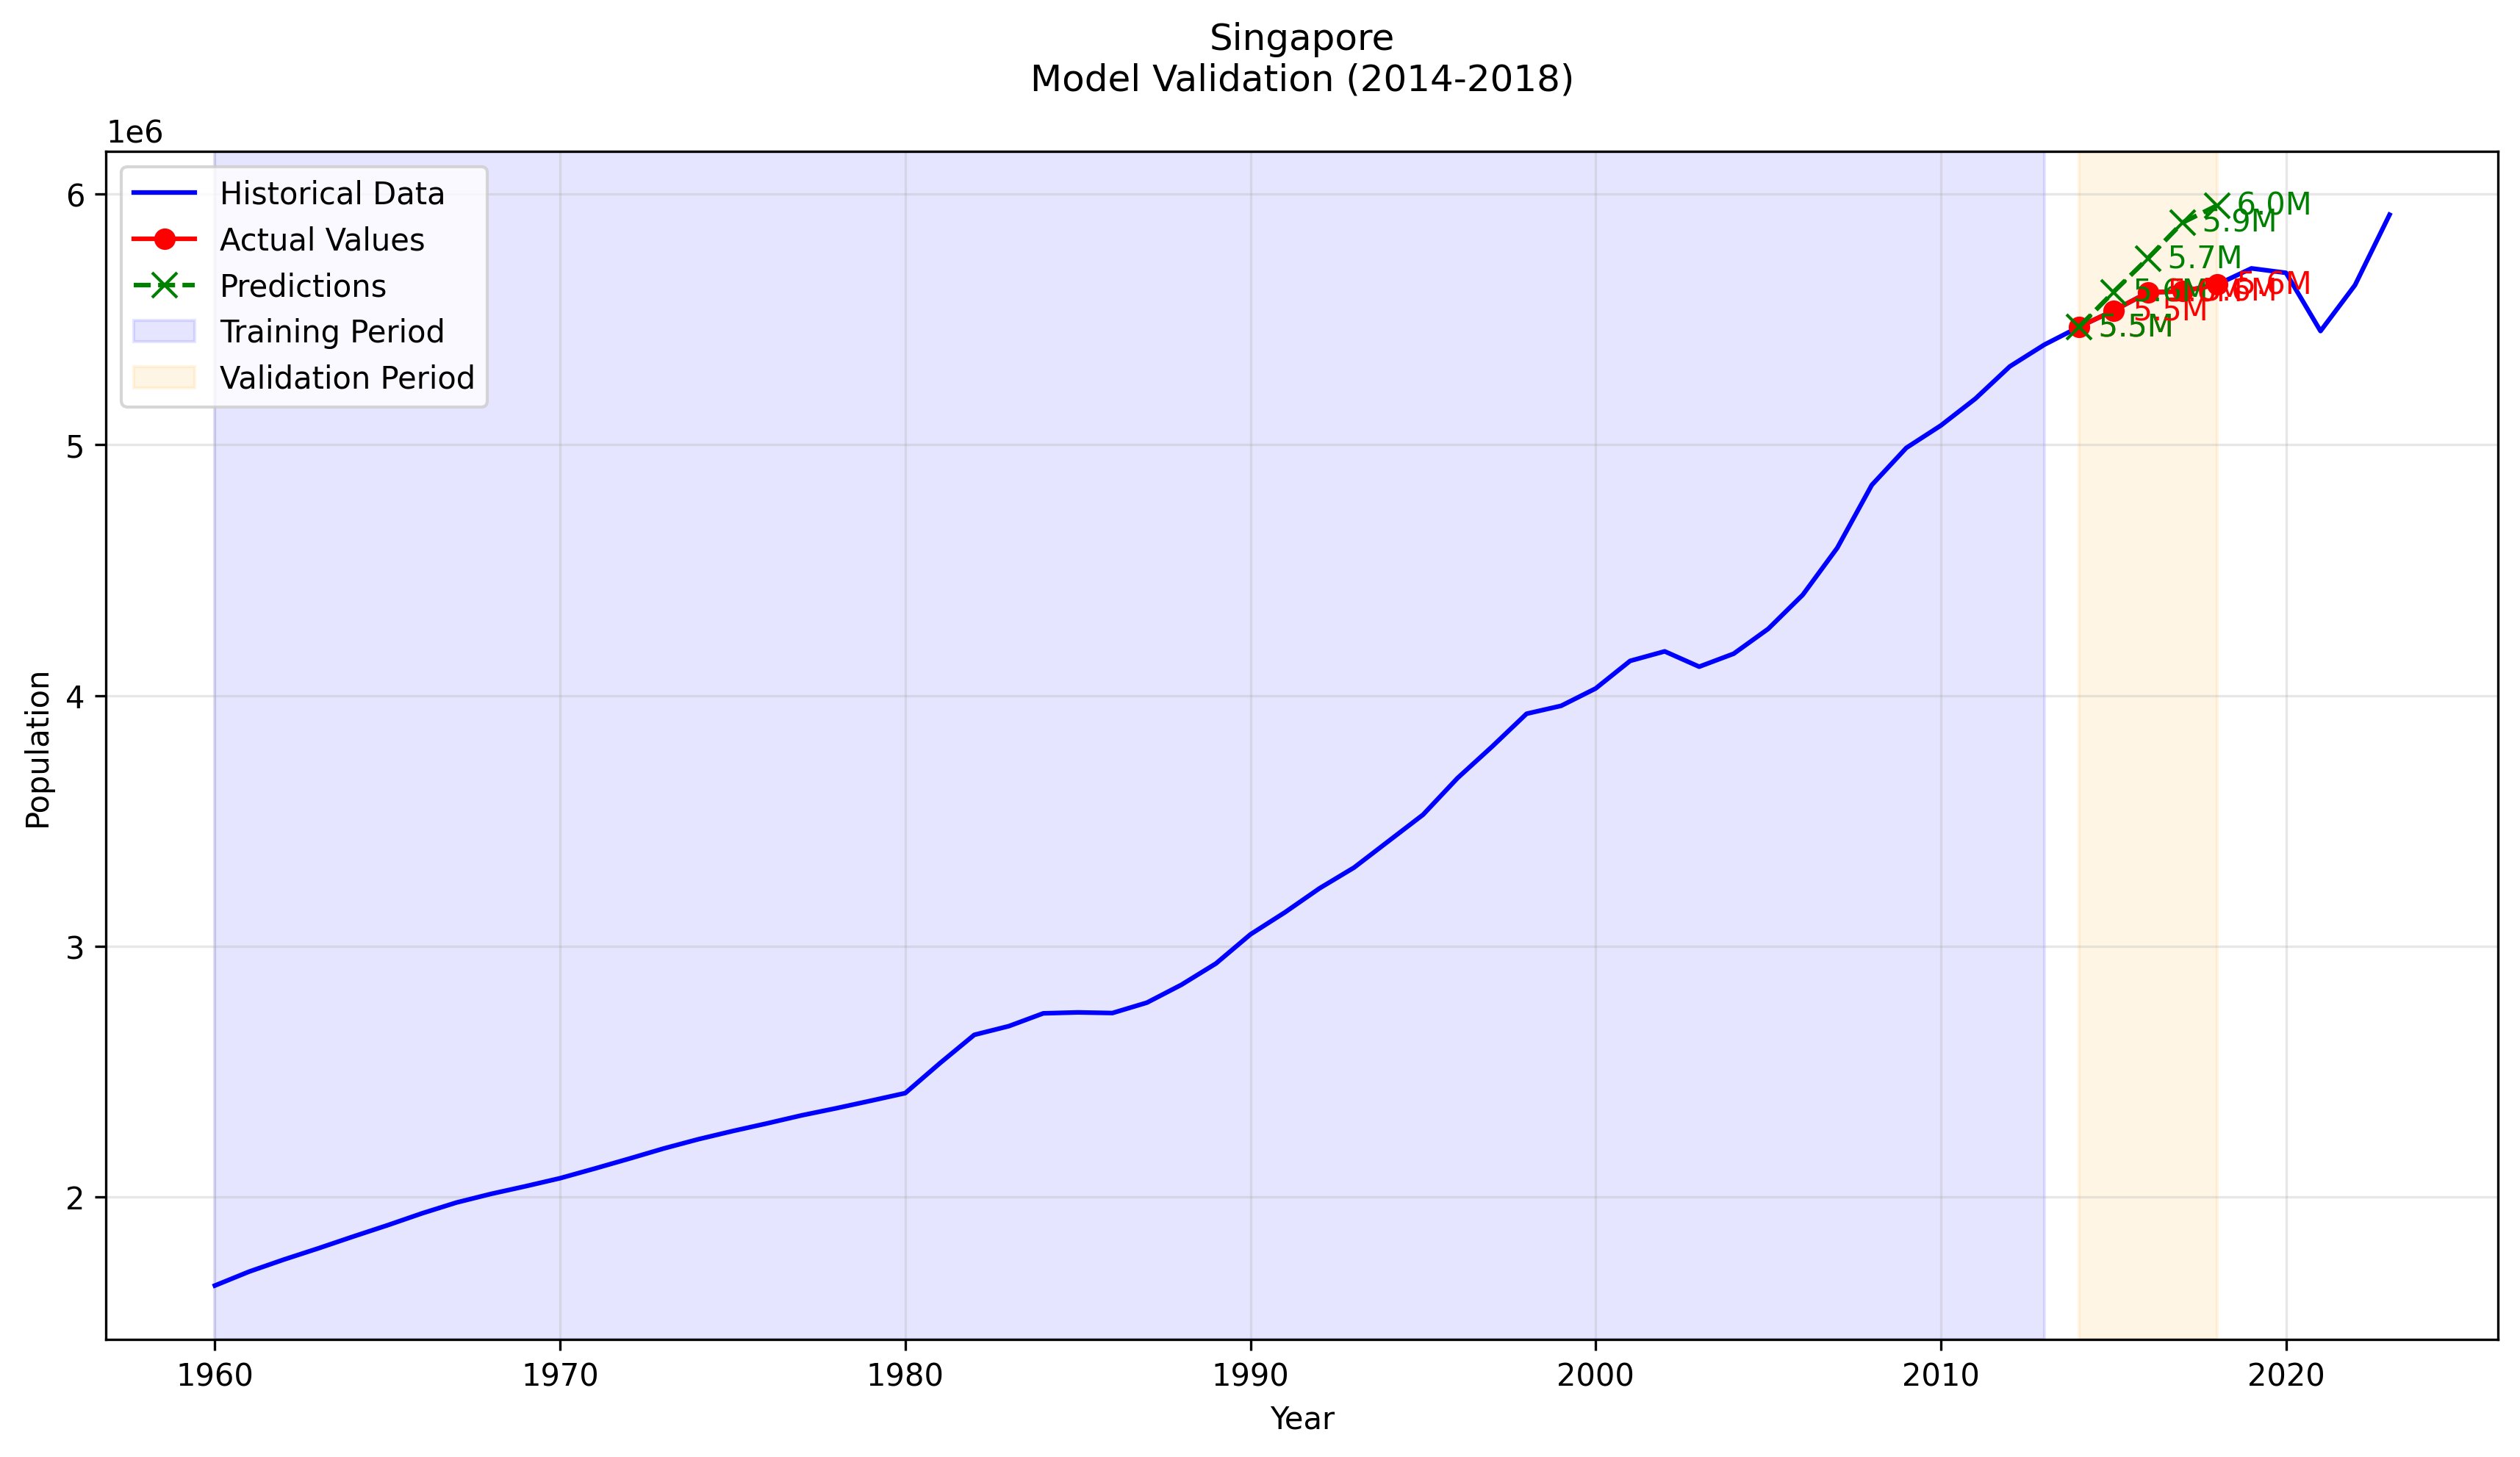 Singapore
Model Validation (2014-2018)
1e6
Historical Data
Actual Values
Predictions
Training Period
Validation Period
6
5
4
3
2
Population
6.0M
5.9M
5.7M
5.6M
5.5M
5.5M
1960
1970
1980
1990
2000
2010
2020
Year